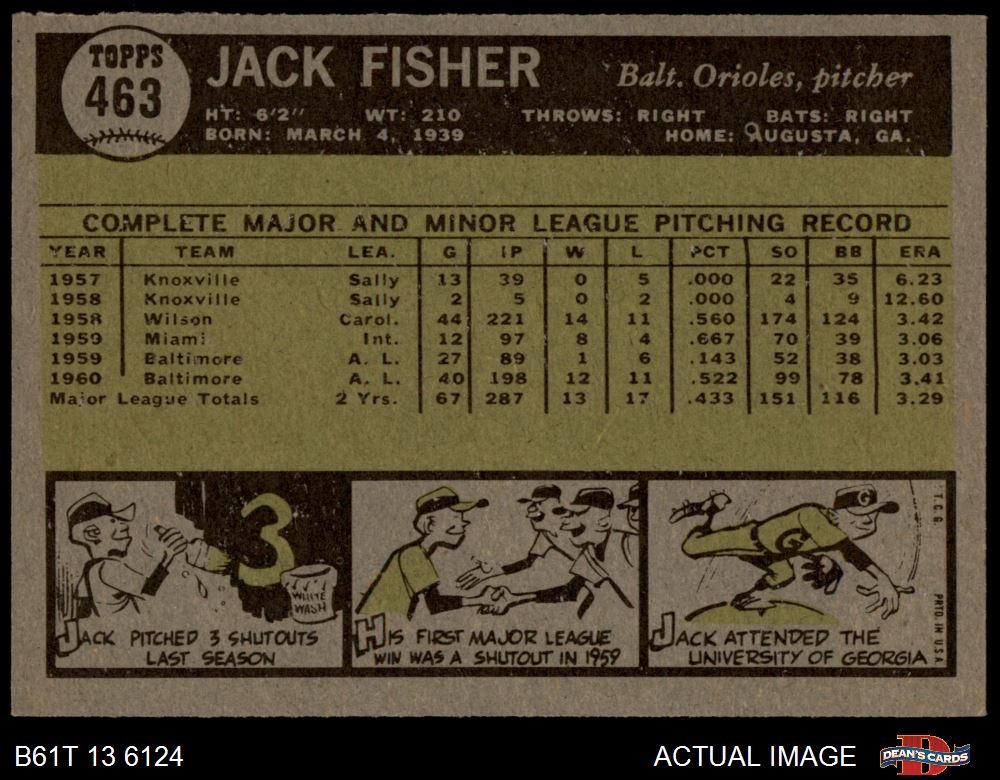 TOPPS
463
JACK FISHER
Balt. Orioles, pitcher
HT: 6'2" WT: 210 THROWS: RIGHT BATS: RIGHT
BORN: MARCH 4, 1939 HOME: AUGUSTA, GA.
COMPLETE MAJOR AND MINOR LEAGUE PITCHING RECORD
YEAR TEAM LEA. G IP W L PCT SO BB ERA
1957 Knoxville Sally 13 39 0 5 .000 22 35 6.23
1958 Knoxville Sally 2 5 0 2 .000 4 9 12.60
1958 Wilson Carol. 44 221 14 11 .560 174 124 3.42
1959 Miami Int. 12 97 8 4 .667 70 39 3.06
1959 Baltimore A. L. 27 89 1 6 .143 52 38 3.03
1960 Baltimore A. L. 40 198 12 11 .522 99 78 3.41
Major League Totals 2 Yrs. 67 287 13 17 .433 151 116 3.29
3
WHITE
WASH
JACK PITCHED 3 SHUTOUTS
LAST SEASON
HIS FIRST MAJOR LEAGUE
WIN WAS A SHUTOUT IN 1959
G
G
JACK ATTENDED THE
UNIVERSITY OF GEORGIA
T.C.G. PRTD. IN U.S.A.
B61T 13 6124
ACTUAL IMAGE
DEAN'S CARDS